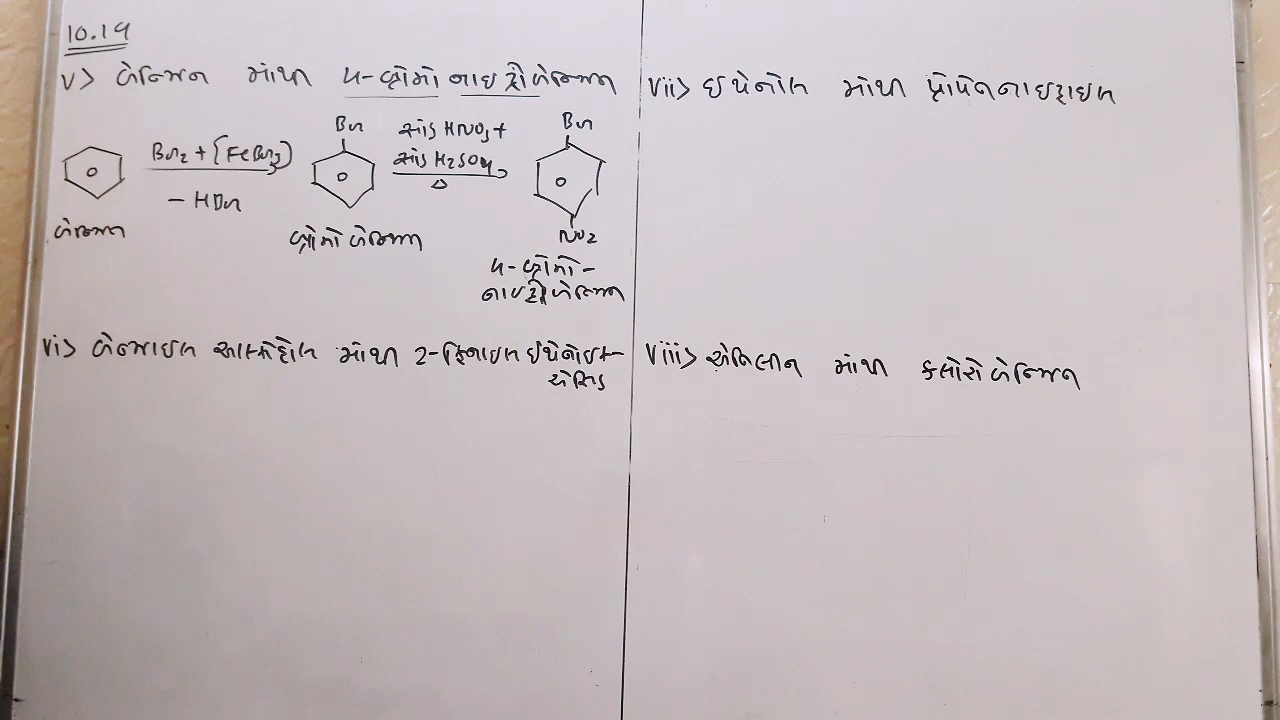 10.19
v> બેન્ઝિન માંથી 4-બ્રોમો નાઇટ્રોબેન્ઝિન
Br Br
Br₂ + [FeBr₃] સાંદ્ર HNO₃ +
- HBr સાંદ્ર H₂SO₄
Δ
NO₂
બેન્ઝિન બ્રોમો બેન્ઝિન
4-બ્રોમો-
નાઇટ્રોબેન્ઝિન
vi> બેન્ઝાઇલ આલ્કોહોલ માંથી 2-ફિનાઇલ ઇથેનોઇક
એસિડ
vii> ઇથેનોલ માંથી પ્રોપેનનાઇટ્રાઇલ
viii> એનિલીન માંથી ક્લોરો બેન્ઝિન